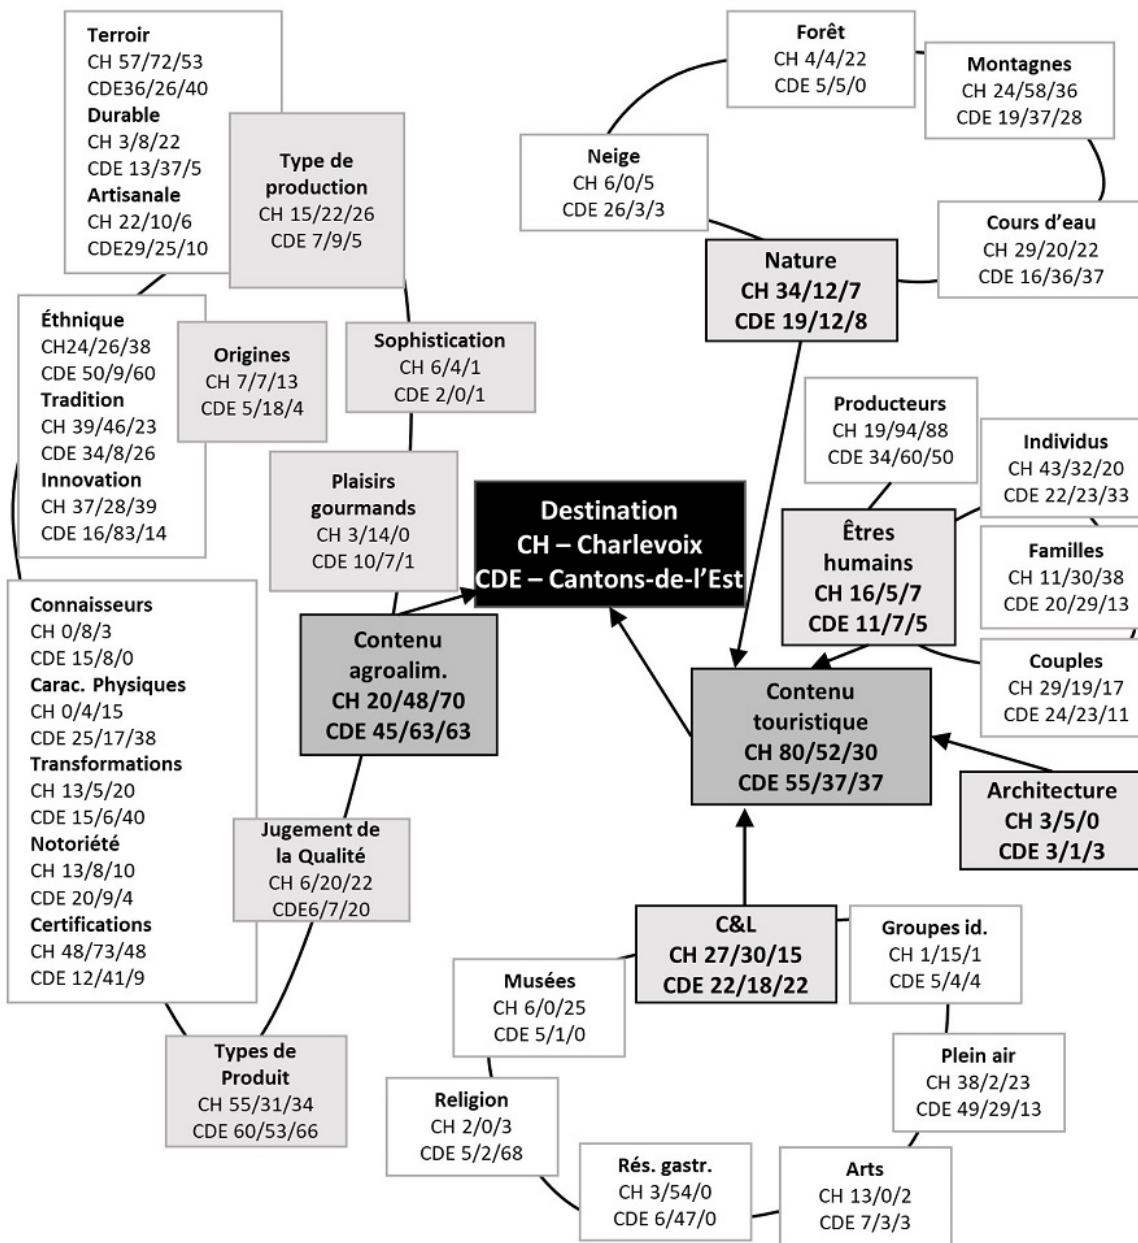 Terroir
CH 57/72/53
CDE36/26/40
Durable
CH 3/8/22
CDE 13/37/5
Artisanale
CH 22/10/6
CDE29/25/10
Type de
production
CH 15/22/26
CDE 7/9/5
Éthnique
CH24/26/38
CDE 50/9/60
Tradition
CH 39/46/23
CDE 34/8/26
Innovation
CH 37/28/39
CDE 16/83/14
Origines
CH 7/7/13
CDE 5/18/4
Sophistication
CH 6/4/1
CDE 2/0/1
Plaisirs
gourmands
CH 3/14/0
CDE 10/7/1
Connaisseurs
CH 0/8/3
CDE 15/8/0
Carac. Physiques
CH 0/4/15
CDE 25/17/38
Transformations
CH 13/5/20
CDE 15/6/40
Notoriété
CH 13/8/10
CDE 20/9/4
Certifications
CH 48/73/48
CDE 12/41/9
Contenu
agroalim.
CH 20/48/70
CDE 45/63/63
Jugement de
la Qualité
CH 6/20/22
CDE6/7/20
Types de
Produit
CH 55/31/34
CDE 60/53/66
Destination
CH – Charlevoix
CDE – Cantons-de-l'Est
Forêt
CH 4/4/22
CDE 5/5/0
Montagnes
CH 24/58/36
CDE 19/37/28
Neige
CH 6/0/5
CDE 26/3/3
Cours d'eau
CH 29/20/22
CDE 16/36/37
Nature
CH 34/12/7
CDE 19/12/8
Producteurs
CH 19/94/88
CDE 34/60/50
Individus
CH 43/32/20
CDE 22/23/33
Êtres
humains
CH 16/5/7
CDE 11/7/5
Familles
CH 11/30/38
CDE 20/29/13
Couples
CH 29/19/17
CDE 24/23/11
Contenu
touristique
CH 80/52/30
CDE 55/37/37
Architecture
CH 3/5/0
CDE 3/1/3
C&L
CH 27/30/15
CDE 22/18/22
Groupes id.
CH 1/15/1
CDE 5/4/4
Musées
CH 6/0/25
CDE 5/1/0
Plein air
CH 38/2/23
CDE 49/29/13
Religion
CH 2/0/3
CDE 5/2/68
Rés. gastr.
CH 3/54/0
CDE 6/47/0
Arts
CH 13/0/2
CDE 7/3/3